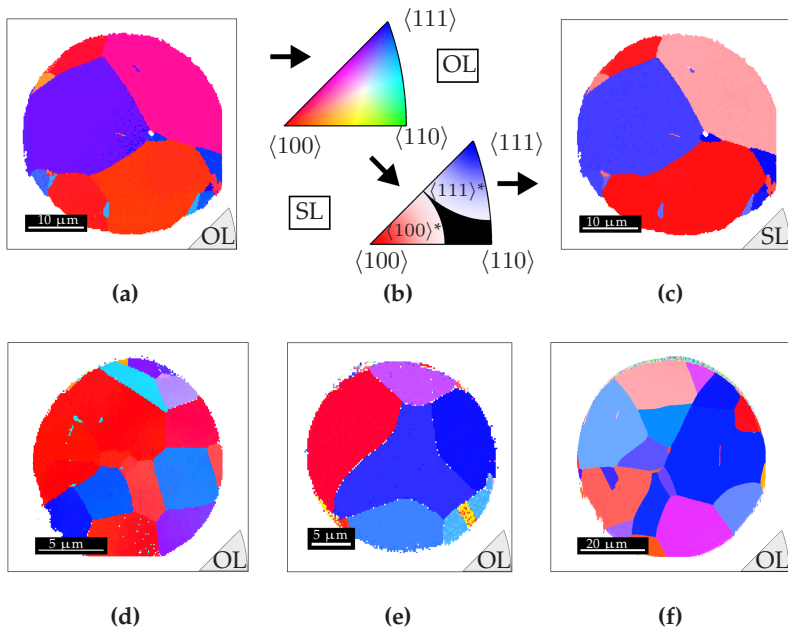 ⟨111⟩
OL
⟨100⟩
⟨110⟩
10 μm
OL
⟨111⟩
⟨111⟩*
SL
⟨100⟩*
⟨100⟩
⟨110⟩
10 μm
SL
(a)
(b)
(c)
5 μm
OL
5 μm
OL
20 μm
OL
(d)
(e)
(f)